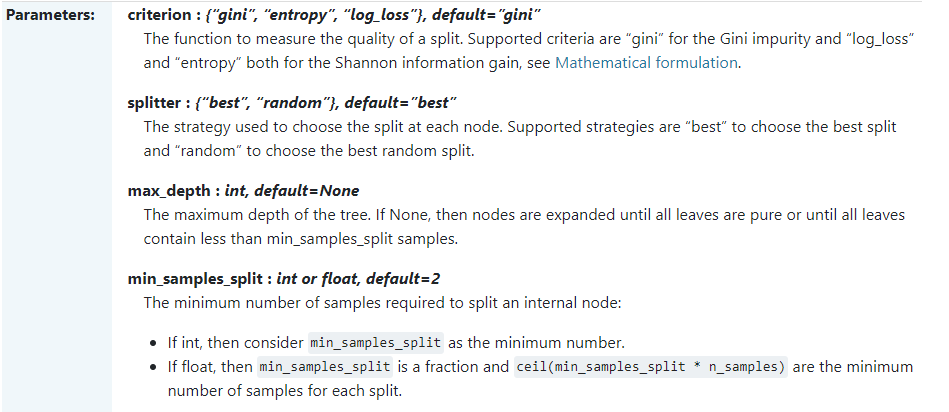 Parameters: criterion : {“gini”, “entropy”, “log_loss”}, default=”gini”
The function to measure the quality of a split. Supported criteria are “gini” for the Gini impurity and “log_loss”
and “entropy” both for the Shannon information gain, see Mathematical formulation.
splitter : {“best”, “random”}, default=”best”
The strategy used to choose the split at each node. Supported strategies are “best” to choose the best split
and “random” to choose the best random split.
max_depth : int, default=None
The maximum depth of the tree. If None, then nodes are expanded until all leaves are pure or until all leaves
contain less than min_samples_split samples.
min_samples_split : int or float, default=2
The minimum number of samples required to split an internal node:
• If int, then consider min_samples_split as the minimum number.
• If float, then min_samples_split is a fraction and ceil(min_samples_split * n_samples) are the minimum
number of samples for each split.